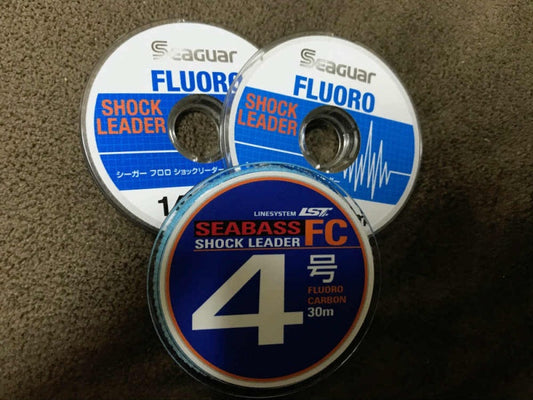 Seaguar
FLUORO
SHOCK
LEADER
シーガー フロロ ショックリーダー
Seaguar
FLUORO
SHOCK
LEADER
LINESYSTEM LST
SEABASS FC
SHOCK LEADER
4号
FLUORO
CARBON
30m